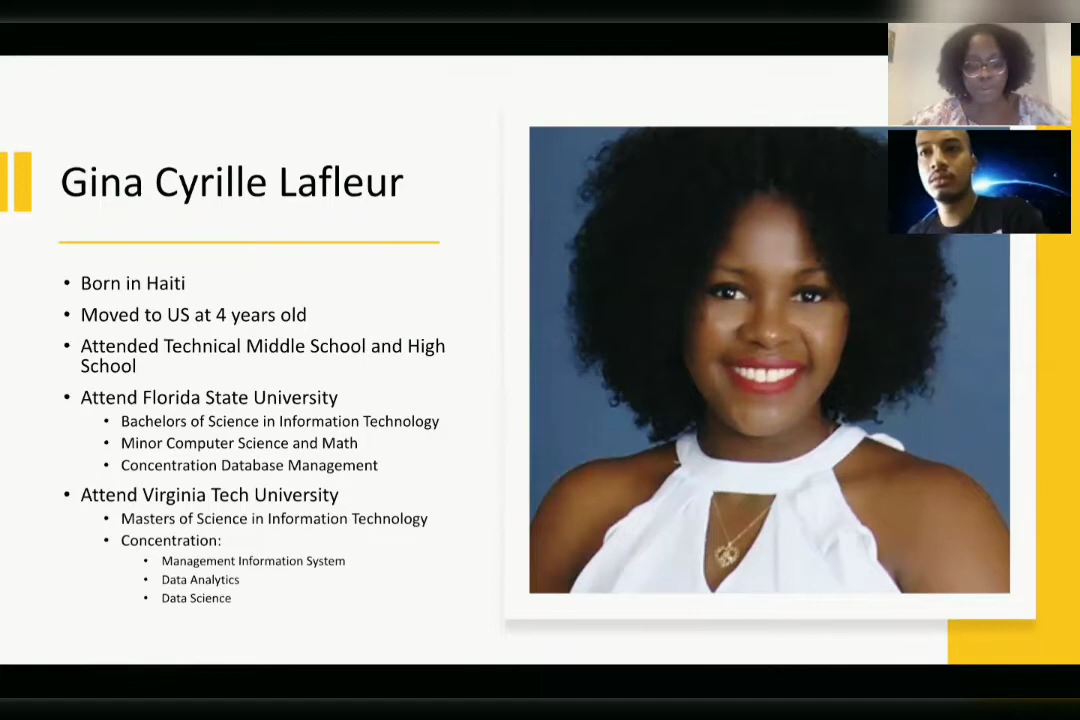 Gina Cyrille Lafleur
• Born in Haiti
• Moved to US at 4 years old
• Attended Technical Middle School and High
School
• Attend Florida State University
• Bachelors of Science in Information Technology
• Minor Computer Science and Math
• Concentration Database Management
• Attend Virginia Tech University
• Masters of Science in Information Technology
• Concentration:
• Management Information System
• Data Analytics
• Data Science